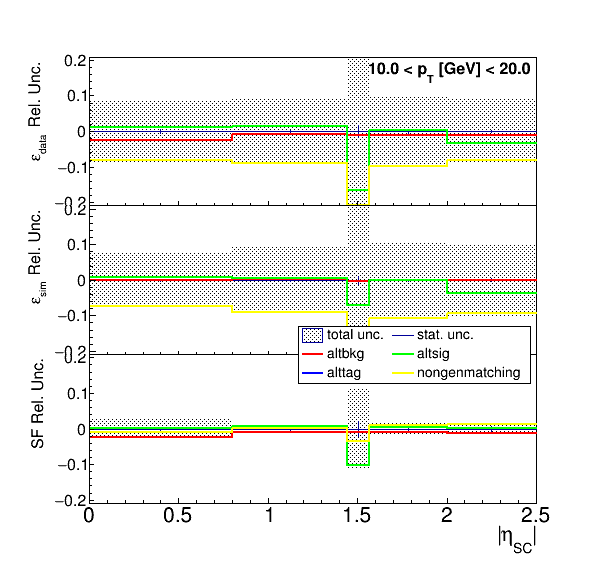 10.0 < p_T [GeV] < 20.0
ε_data Rel. Unc.
0.2
0.1
0
−0.1
−0.2
ε_sim Rel. Unc.
0.2
0.1
0
−0.1
−0.2
total unc. stat. unc.
altbkg altsig
alttag nongenmatching
SF Rel. Unc.
0.2
0.1
0
−0.1
−0.2
0 0.5 1 1.5 2 2.5
|η_SC|